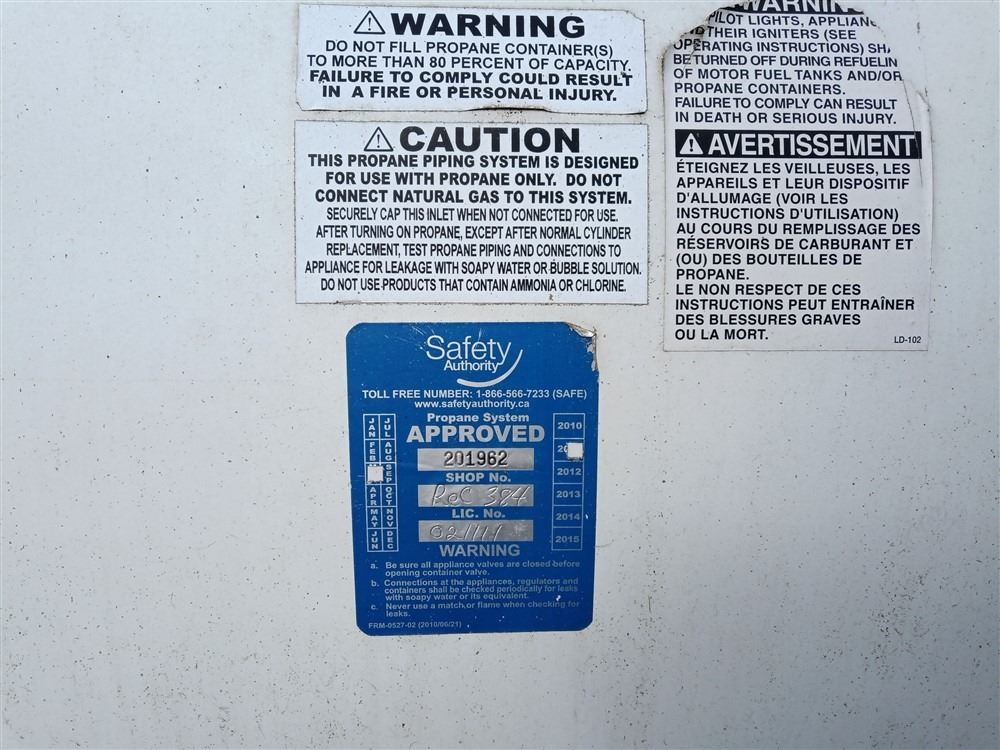 WARNING
DO NOT FILL PROPANE CONTAINER(S)
TO MORE THAN 80 PERCENT OF CAPACITY.
FAILURE TO COMPLY COULD RESULT
IN A FIRE OR PERSONAL INJURY.
CAUTION
THIS PROPANE PIPING SYSTEM IS DESIGNED
FOR USE WITH PROPANE ONLY. DO NOT
CONNECT NATURAL GAS TO THIS SYSTEM.
SECURELY CAP THIS INLET WHEN NOT CONNECTED FOR USE.
AFTER TURNING ON PROPANE, EXCEPT AFTER NORMAL CYLINDER
REPLACEMENT, TEST PROPANE PIPING AND CONNECTIONS TO
APPLIANCE FOR LEAKAGE WITH SOAPY WATER OR BUBBLE SOLUTION.
DO NOT USE PRODUCTS THAT CONTAIN AMMONIA OR CHLORINE.
WARNING
PILOT LIGHTS, APPLIANC
THEIR IGNITERS (SEE
OPERATING INSTRUCTIONS) SHA
BE TURNED OFF DURING REFUELIN
OF MOTOR FUEL TANKS AND/OR
PROPANE CONTAINERS.
FAILURE TO COMPLY CAN RESULT
IN DEATH OR SERIOUS INJURY.
AVERTISSEMENT
ÉTEIGNEZ LES VEILLEUSES, LES
APPAREILS ET LEUR DISPOSITIF
D'ALLUMAGE (VOIR LES
INSTRUCTIONS D'UTILISATION)
AU COURS DU REMPLISSAGE DES
RÉSERVOIRS DE CARBURANT ET
(OU) DES BOUTEILLES DE
PROPANE.
LE NON RESPECT DE CES
INSTRUCTIONS PEUT ENTRAÎNER
DES BLESSURES GRAVES
OU LA MORT.
LD-102
Safety
Authority
TOLL FREE NUMBER: 1-866-566-7233 (SAFE)
www.safetyauthority.ca
Propane System
APPROVED
201962
SHOP No.
LIC. No.
WARNING
JAN FEB APR MAY JUN
JUL AUG SEP OCT NOV DEC
2010
2012
2013
2014
2015
a. Be sure all appliance valves are closed before
opening container valve.
b. Connections at the appliances, regulators and
containers shall be checked periodically for leaks
with soapy water or its equivalent.
c. Never use a match or flame when checking for
leaks.
FRM-0527-02 (2010/06/21)